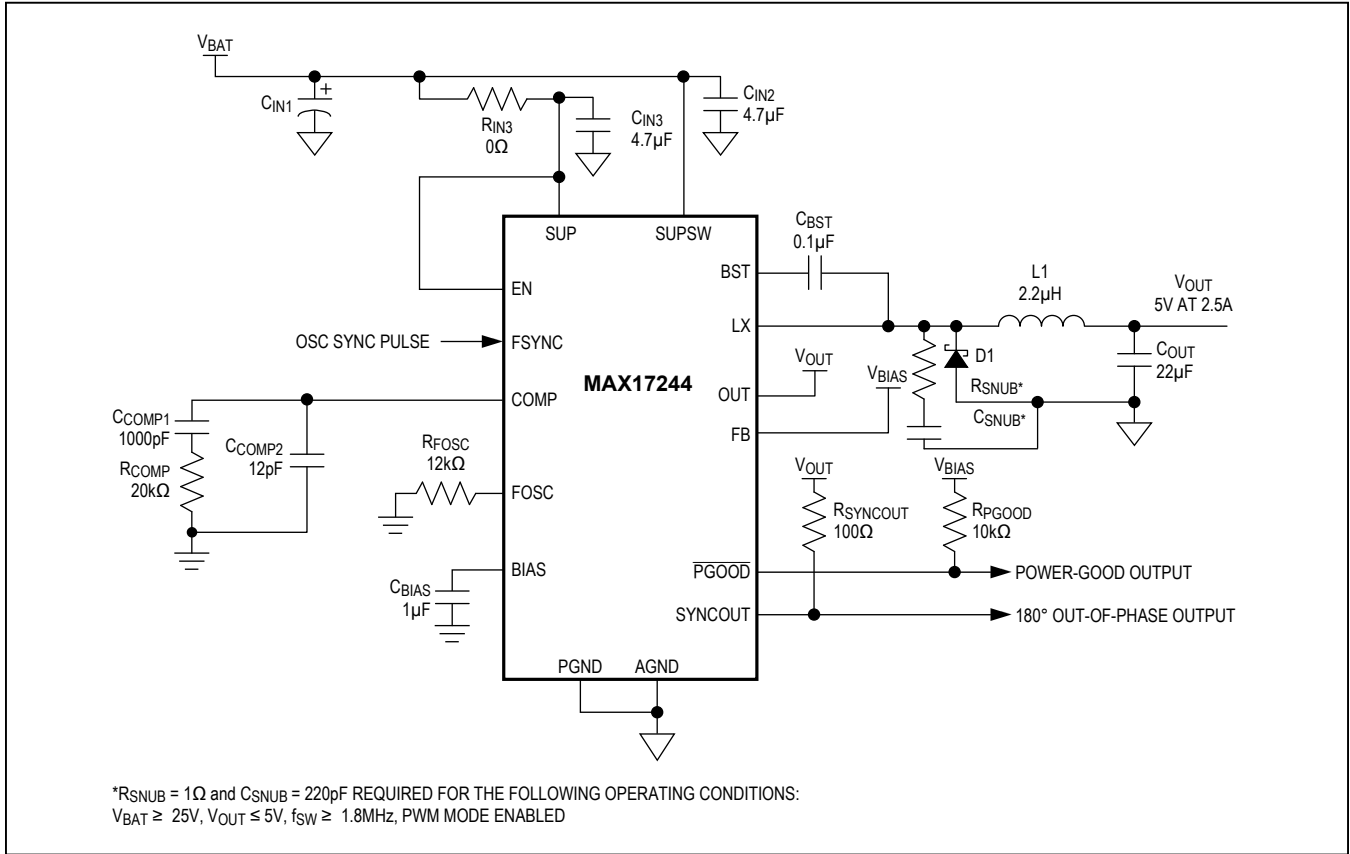 VBAT
CIN1
+
RIN3
0Ω
CIN3
4.7µF
CIN2
4.7µF
SUP
SUPSW
CBST
0.1µF
BST
EN
L1
2.2µH
VOUT
5V AT 2.5A
LX
OSC SYNC PULSE
FSYNC
MAX17244
VOUT
VBIAS
D1
COUT
22µF
RSNUB*
OUT
COMP
CSNUB*
FB
CCOMP1
1000pF
CCOMP2
12pF
RCOMP
20kΩ
RFOSC
12kΩ
FOSC
VOUT
VBIAS
RSYNCOUT
100Ω
RPGOOD
10kΩ
BIAS
CBIAS
1µF
PGOOD
POWER-GOOD OUTPUT
SYNCOUT
180° OUT-OF-PHASE OUTPUT
PGND
AGND
*RSNUB = 1Ω and CSNUB = 220pF REQUIRED FOR THE FOLLOWING OPERATING CONDITIONS:
VBAT ≥ 25V, VOUT ≤ 5V, fSW ≥ 1.8MHz, PWM MODE ENABLED